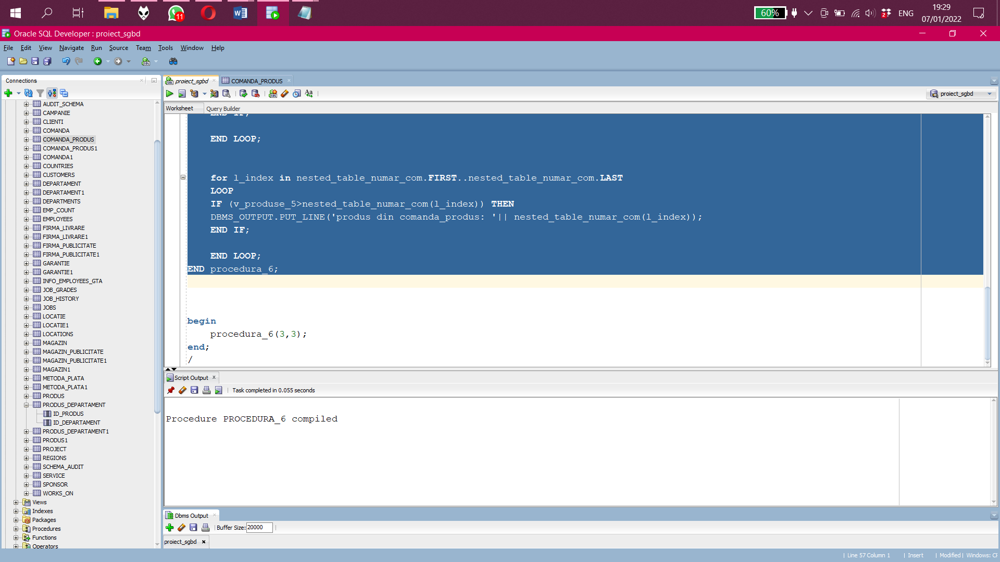 11
60%
2
ENG
19:29
07/01/2022
Oracle SQL Developer : proiect_sgbd
File Edit View Navigate Run Source Team Tools Window Help
Connections
proiect_sgbd
COMANDA_PRODUS
proiect_sgbd
Worksheet
Query Builder
AUDIT_SCHEMA
CAMPANIE
CLIENTI
COMANDA
COMANDA_PRODUS
COMANDA_PRODUS1
COMANDA1
COUNTRIES
CUSTOMERS
DEPARTAMENT
DEPARTAMENT1
DEPARTMENTS
EMP_COUNT
EMPLOYEES
FIRMA_LIVRARE
FIRMA_LIVRARE1
FIRMA_PUBLICITATE
FIRMA_PUBLICITATE1
GARANTIE
GARANTIE1
INFO_EMPLOYEES_GTA
JOB_GRADES
JOB_HISTORY
JOBS
LOCATIE
LOCATIE1
LOCATIONS
MAGAZIN
MAGAZIN_PUBLICITATE
MAGAZIN_PUBLICITATE1
MAGAZIN1
METODA_PLATA
METODA_PLATA1
PRODUS
PRODUS_DEPARTAMENT
ID_PRODUS
ID_DEPARTAMENT
PRODUS_DEPARTAMENT1
PRODUS1
PROJECT
REGIONS
SCHEMA_AUDIT
SERVICE
SPONSOR
WORKS_ON
Views
Indexes
Packages
Procedures
Functions
Operators
END IF;
END LOOP;
for l_index in nested_table_numar_com.FIRST..nested_table_numar_com.LAST
LOOP
IF (v_produse_5>nested_table_numar_com(l_index)) THEN
DBMS_OUTPUT.PUT_LINE('produs din comanda_produs: '|| nested_table_numar_com(l_index));
END IF;
END LOOP;
END procedura_6;
begin
procedura_6(3,3);
end;
/
Script Output
Task completed in 0.055 seconds
Procedure PROCEDURA_6 compiled
Dbms Output
Buffer Size: 20000
proiect_sgbd
Line 57 Column 1
Insert
Modified
Windows: